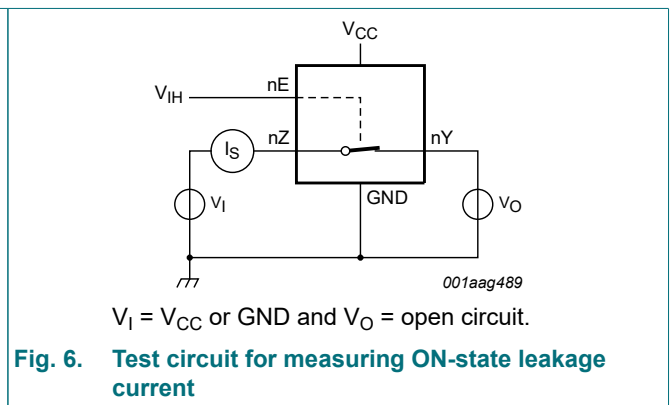 VCC
VIH
nE
IS
nZ
nY
GND
VI
VO
001aag489
VI = VCC or GND and VO = open circuit.
Fig. 6. Test circuit for measuring ON-state leakage
current